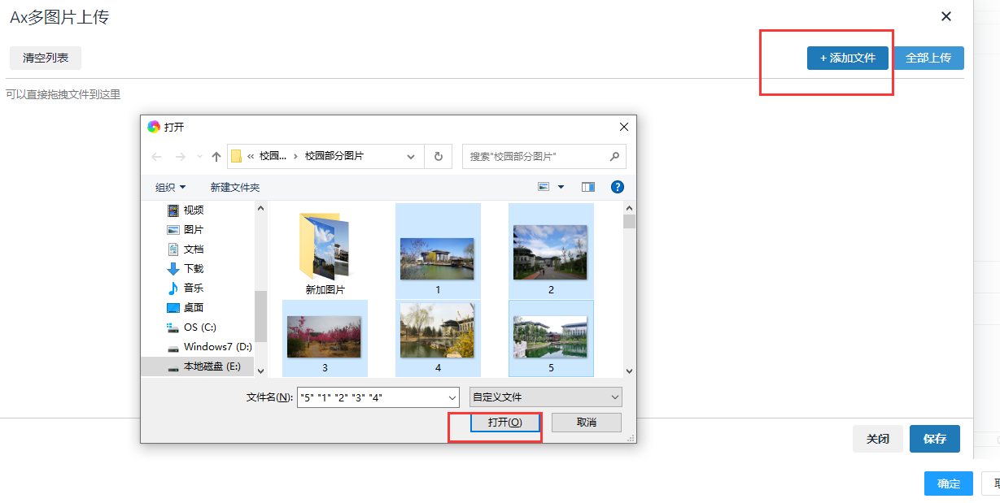 Ax多图片上传
清空列表
+ 添加文件
全部上传
可以直接拖拽文件到这里
打开
« 校园... › 校园部分图片
搜索"校园部分图片"
组织
新建文件夹
视频
图片
文档
下载
音乐
桌面
OS (C:)
Windows7 (D:)
本地磁盘 (E:)
新加图片
1
2
3
4
5
文件名(N):
"5" "1" "2" "3" "4"
自定义文件
打开(O)
取消
关闭
保存
确定